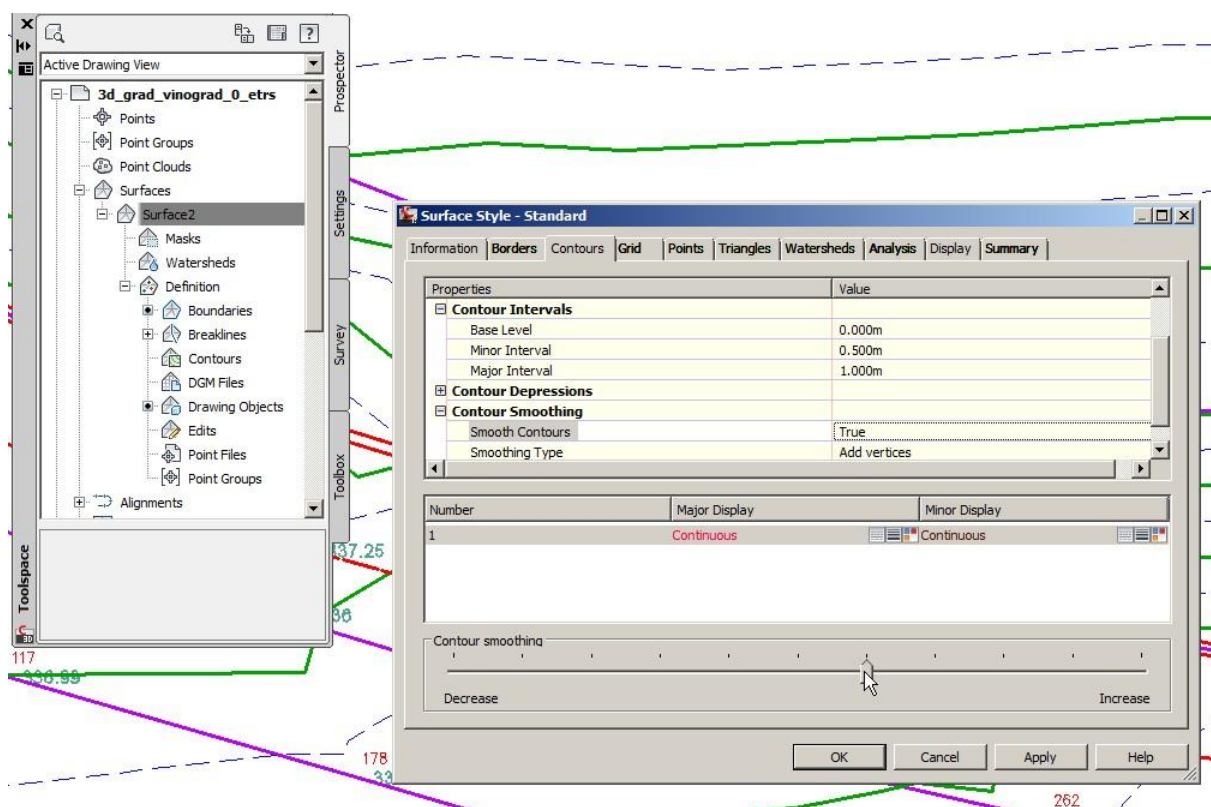 Active Drawing View
3d_grad_vinograd_0_etrs
Points
Point Groups
Point Clouds
Surfaces
Surface2
Masks
Watersheds
Definition
Boundaries
Breaklines
Contours
DGM Files
Drawing Objects
Edits
Point Files
Point Groups
Alignments
Prospector
Settings
Survey
Toolbox
Toolspace
3D
Surface Style - Standard
Information Borders Contours Grid Points Triangles Watersheds Analysis Display Summary
Properties Value
Contour Intervals
Base Level 0.000m
Minor Interval 0.500m
Major Interval 1.000m
Contour Depressions
Contour Smoothing
Smooth Contours True
Smoothing Type Add vertices
Number Major Display Minor Display
1 Continuous Continuous
Contour smoothing
Decrease Increase
OK Cancel Apply Help
117
336.99
178
262